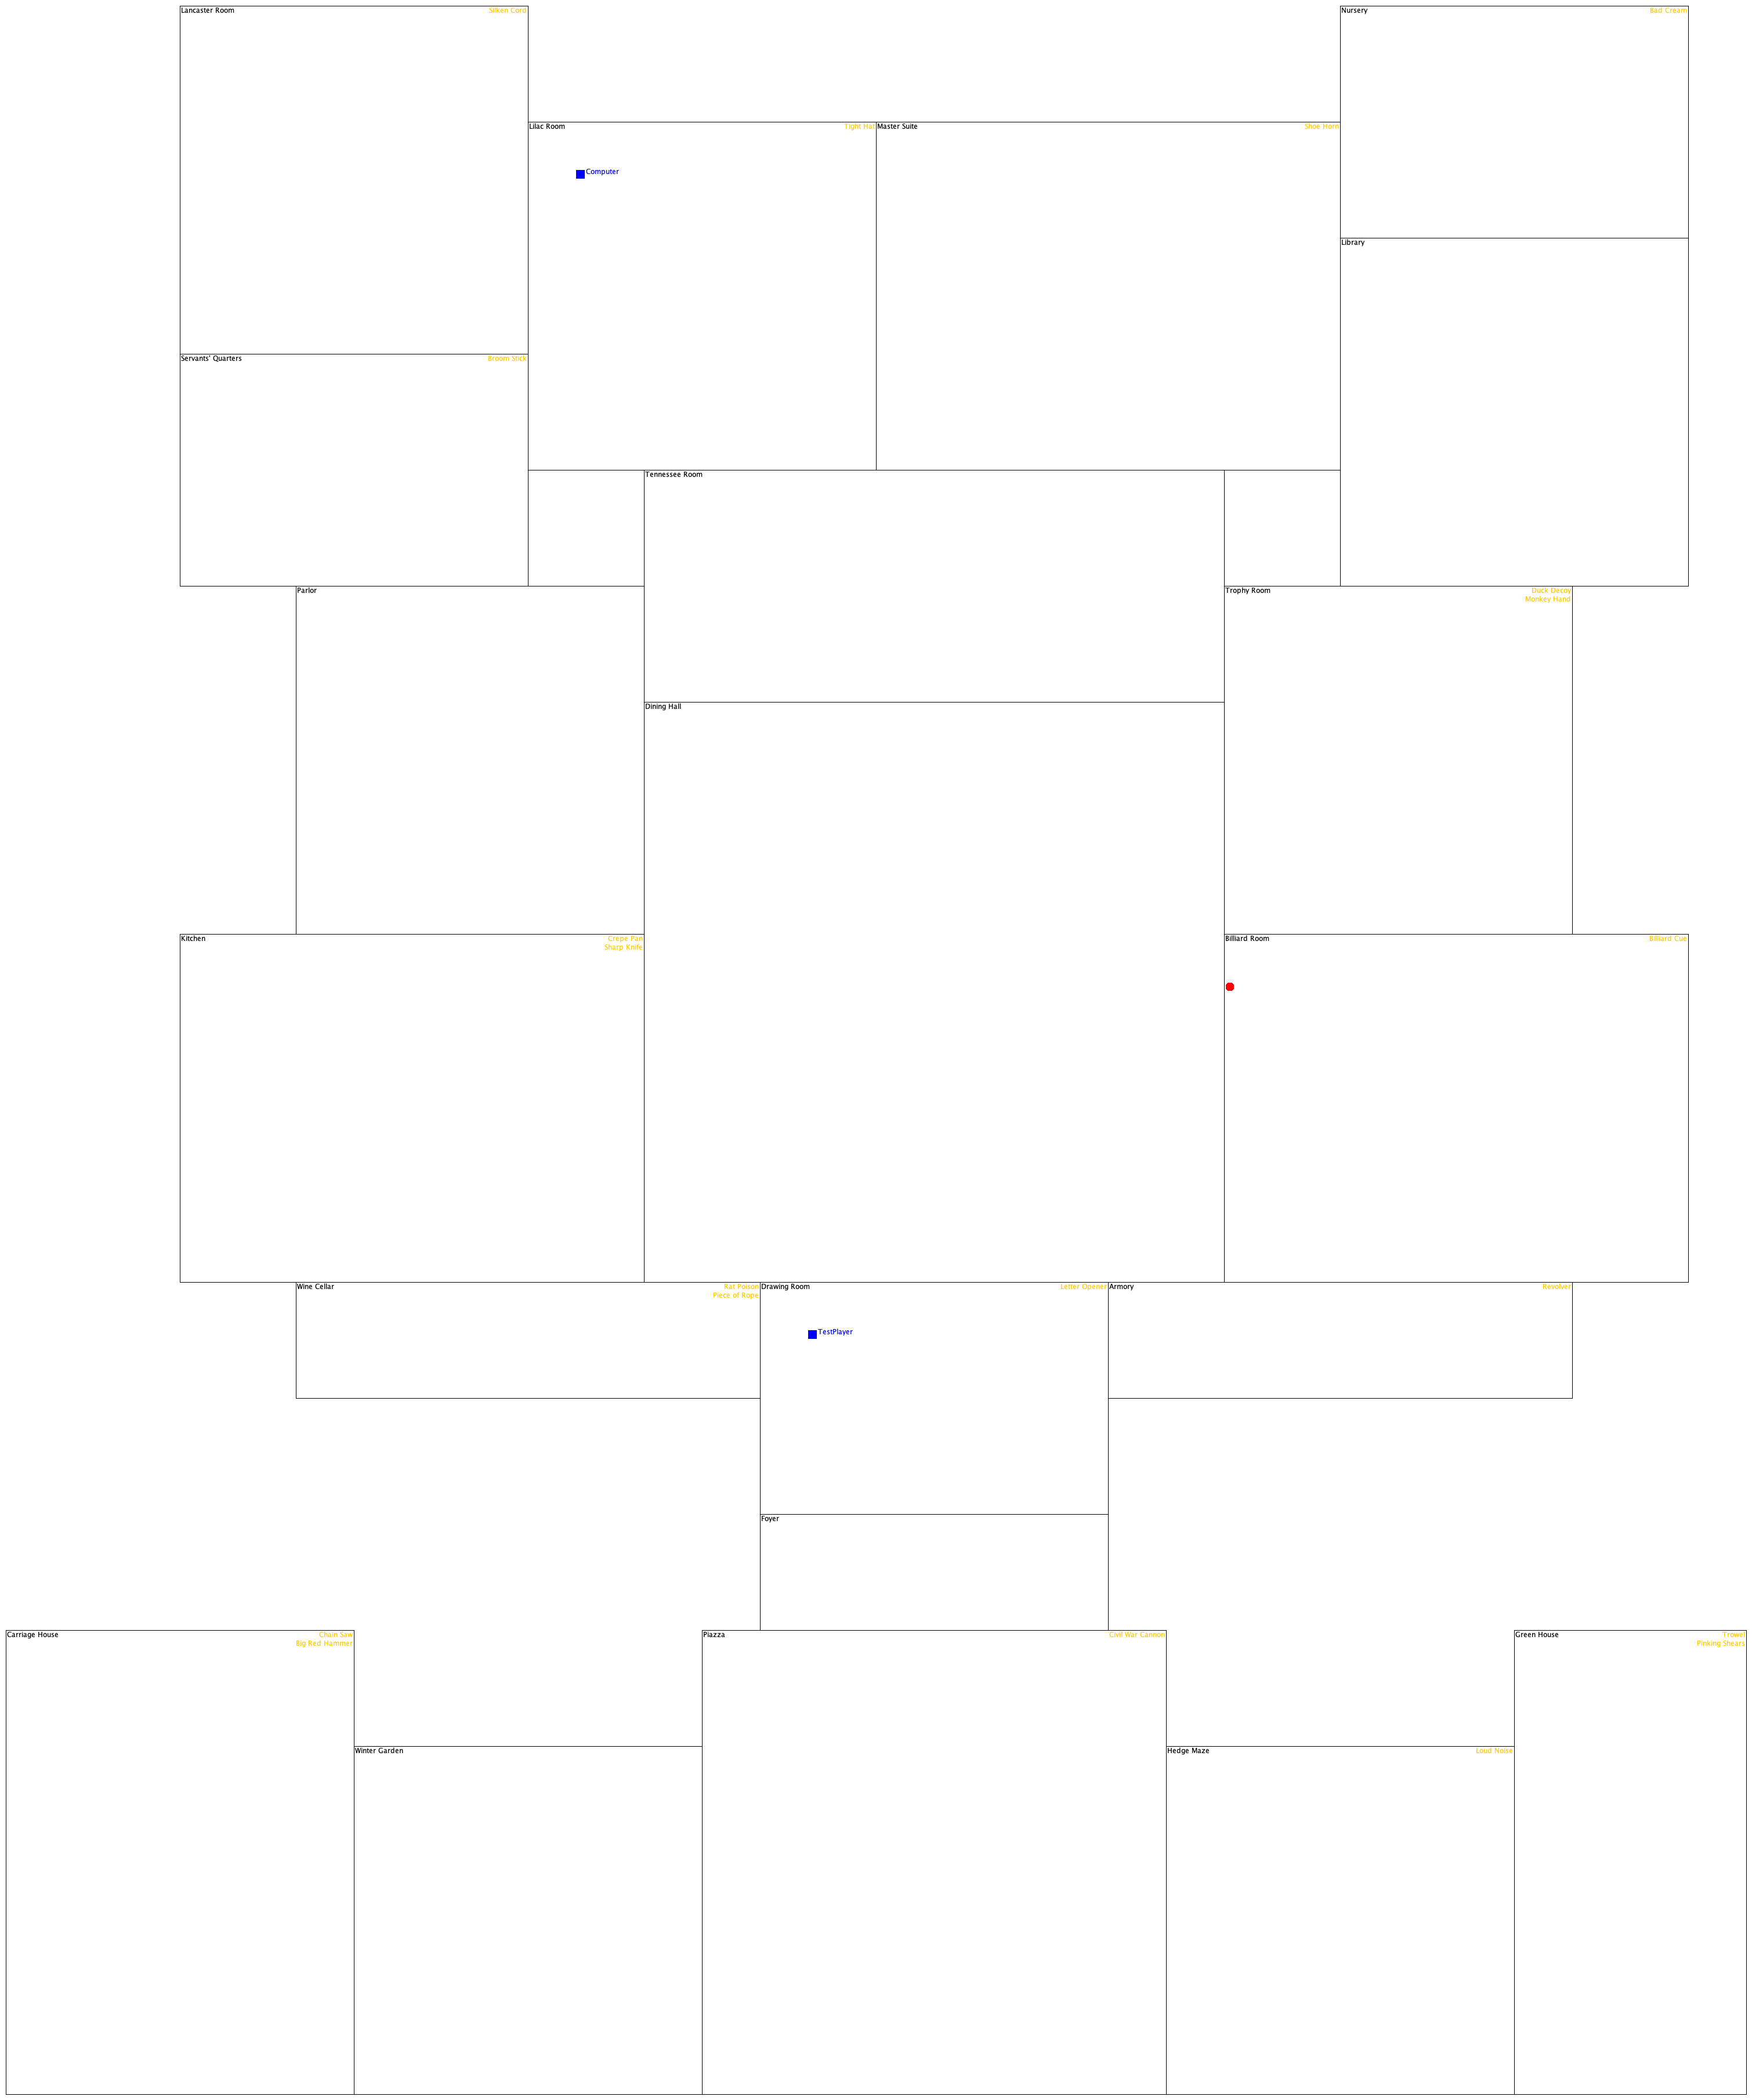 Lancaster Room Silken Cord
Nursery Bad Cream
Lilac Room Tight Hat
Master Suite Shoe Horn
Computer
Library
Servants' Quarters Broom Stick
Tennessee Room
Parlor
Trophy Room Duck Decoy
Monkey Hand
Dining Hall
Kitchen Crepe Pan
Sharp Knife
Billiard Room Billiard Cue
Wine Cellar Rat Poison
Piece of Rope
Drawing Room Letter Opener
Armory Revolver
TestPlayer
Foyer
Carriage House Chain Saw
Big Red Hammer
Piazza Civil War Cannon
Green House Trowel
Pinking Shears
Winter Garden
Hedge Maze Loud Noise